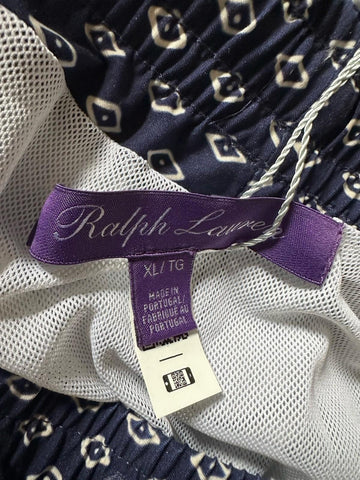 Ralph Laure
XL/TG
MADE IN
PORTUGAL/
FABRIQUÉ AU
PORTUGAL